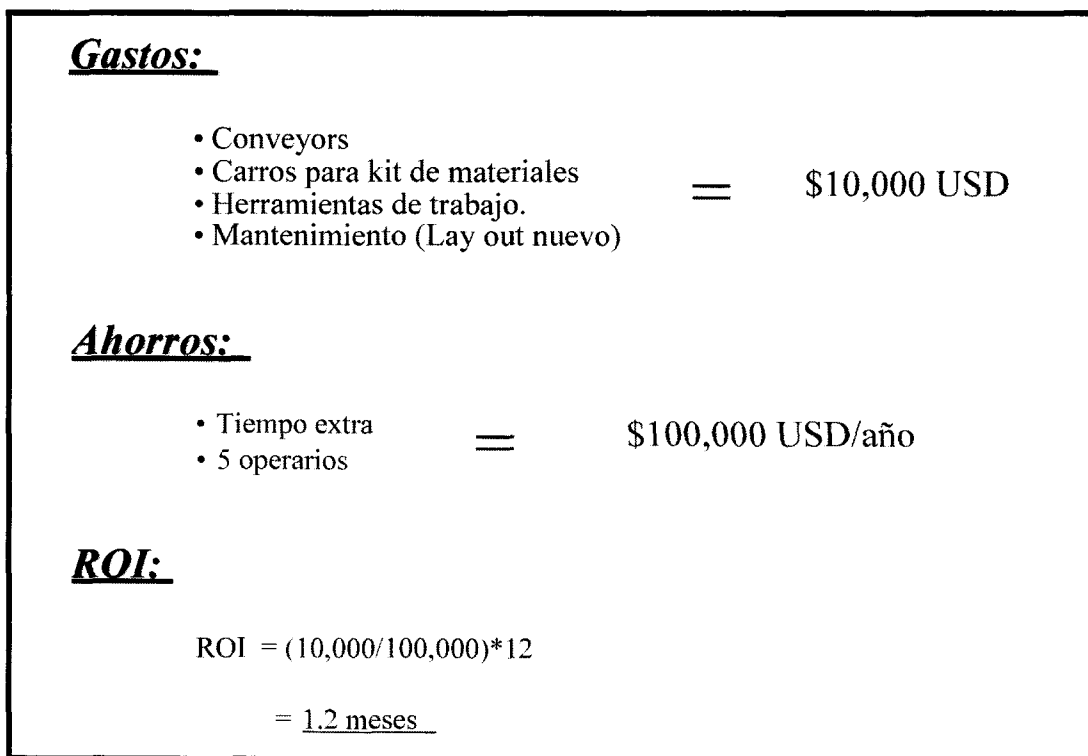 Gastos:
• Conveyors
• Carros para kit de materiales
• Herramientas de trabajo.
• Mantenimiento (Lay out nuevo)
= $10,000 USD
Ahorros:
• Tiempo extra
• 5 operarios
= $100,000 USD/año
ROI:
ROI = (10,000/100,000)*12
= 1.2 meses